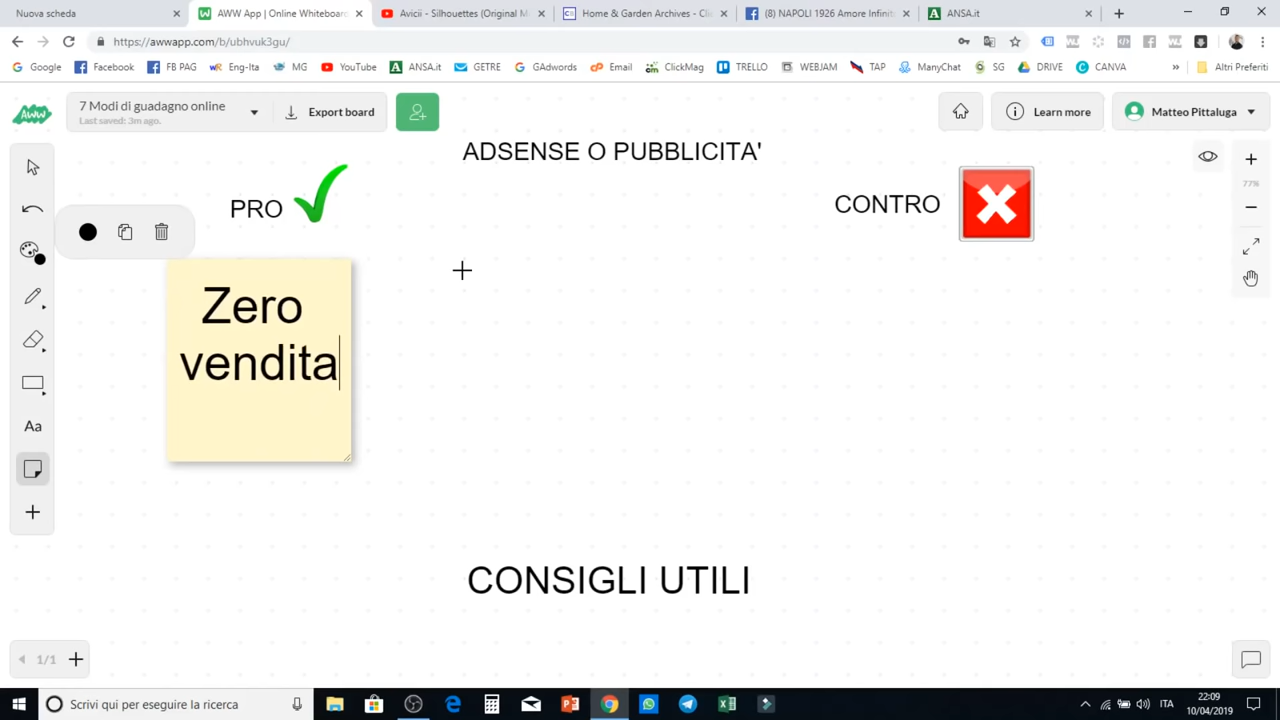 Nuova scheda
AWW App | Online Whiteboard
Avicii - Silhouettes (Original M
Home & Garden Archives - Cli
(8) NAPOLI 1926 Amore Infinit
ANSA.it
https://awwapp.com/b/ubhvuk3gu/
Google
Facebook
FB PAG
Eng-Ita
MG
YouTube
ANSA.it
GETRE
GAdwords
Email
ClickMag
TRELLO
WEBJAM
TAP
ManyChat
SG
DRIVE
CANVA
»
Altri Preferiti
AWW
7 Modi di guadagno online
Last saved: 3m ago.
Export board
Learn more
Matteo Pittaluga
ADSENSE O PUBBLICITA'
77%
PRO
CONTRO
Zero
vendita
Aa
CONSIGLI UTILI
1/1
Scrivi qui per eseguire la ricerca
ITA
22:09
10/04/2019